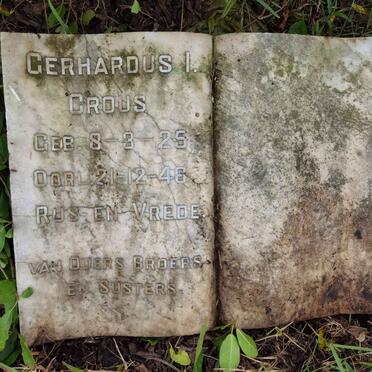 GERHARDUS I.
CROUS
GEB. 8-3-25
OORL. 21-12-46
RUS EN VREDE.
VAN OUERS BROERS
EN SUSTERS.